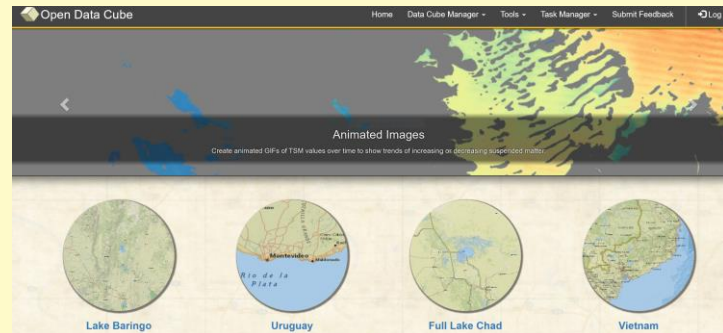 Open Data Cube
Home Data Cube Manager Tools Task Manager Submit Feedback Log
Animated Images
Create animated GIFs of TSM values over time to show trends of increasing or decreasing suspended matter.
Montevideo
Maldonado
Rio de la
Plata
Lake Baringo
Uruguay
Full Lake Chad
Vietnam